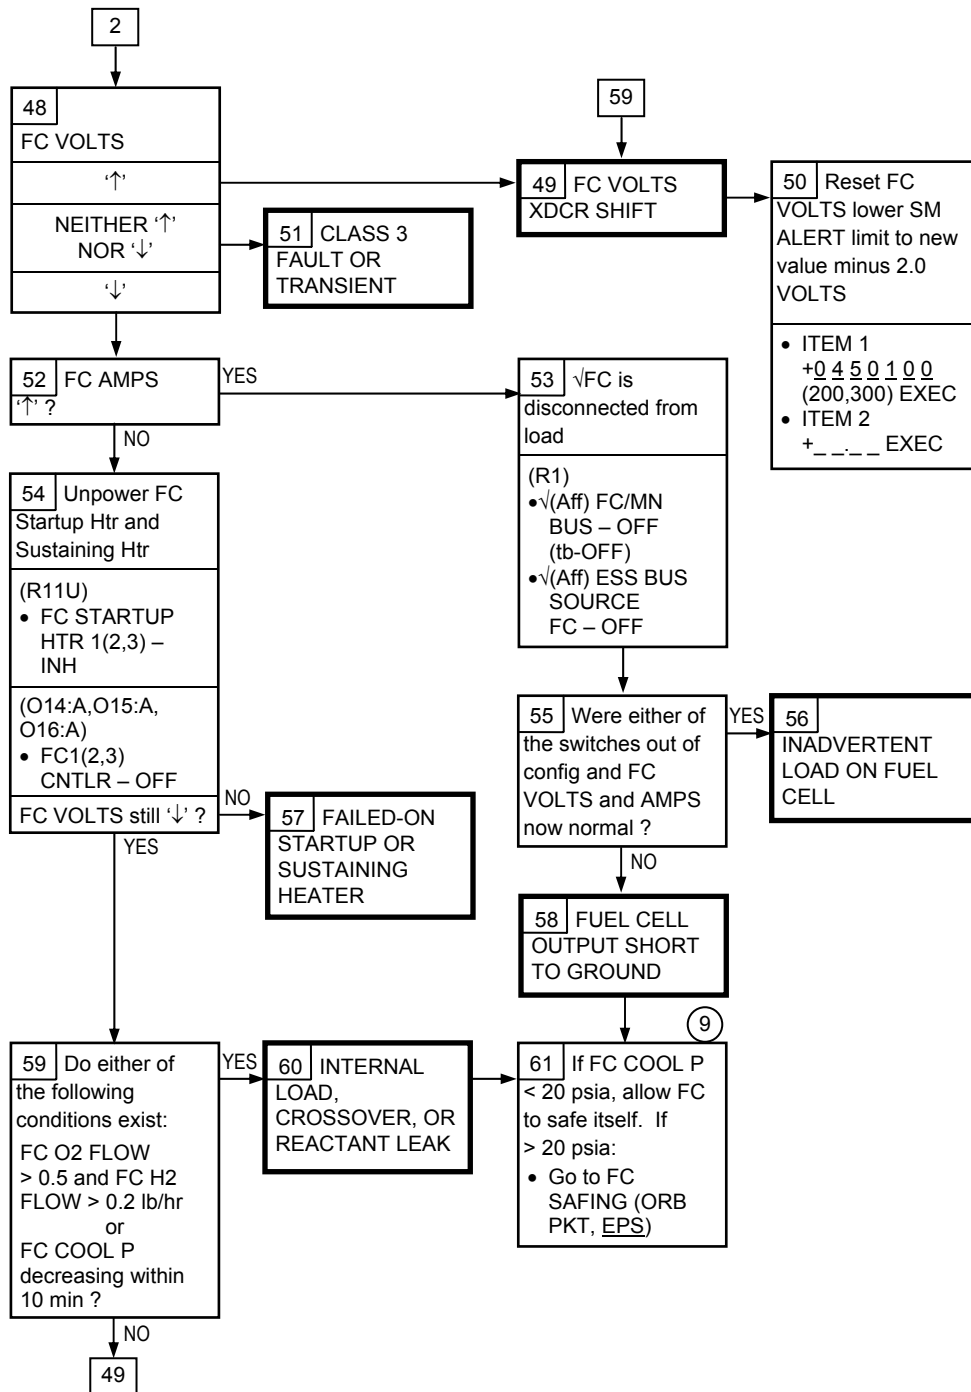 2
48
FC VOLTS
‘↑’
NEITHER ‘↑’
NOR ‘↓’
‘↓’
59
49 FC VOLTS
XDCR SHIFT
50 Reset FC
VOLTS lower SM
ALERT limit to new
value minus 2.0
VOLTS
• ITEM 1
+0 4 5 0 1 0 0
(200,300) EXEC
• ITEM 2
+_ _._ _ EXEC
51 CLASS 3
FAULT OR
TRANSIENT
52 FC AMPS
‘↑’ ?
YES
NO
53 √FC is
disconnected from
load
(R1)
•√(Aff) FC/MN
BUS – OFF
(tb-OFF)
•√(Aff) ESS BUS
SOURCE
FC – OFF
54 Unpower FC
Startup Htr and
Sustaining Htr
(R11U)
• FC STARTUP
HTR 1(2,3) –
INH
(O14:A,O15:A,
O16:A)
• FC1(2,3)
CNTLR – OFF
FC VOLTS still ‘↓’ ?
NO
YES
55 Were either of
the switches out of
config and FC
VOLTS and AMPS
now normal ?
YES
NO
56
INADVERTENT
LOAD ON FUEL
CELL
57 FAILED-ON
STARTUP OR
SUSTAINING
HEATER
58 FUEL CELL
OUTPUT SHORT
TO GROUND
9
59 Do either of
the following
conditions exist:
FC O2 FLOW
> 0.5 and FC H2
FLOW > 0.2 lb/hr
or
FC COOL P
decreasing within
10 min ?
YES
NO
60 INTERNAL
LOAD,
CROSSOVER, OR
REACTANT LEAK
61 If FC COOL P
< 20 psia, allow FC
to safe itself. If
> 20 psia:
• Go to FC
SAFING (ORB
PKT, EPS)
49